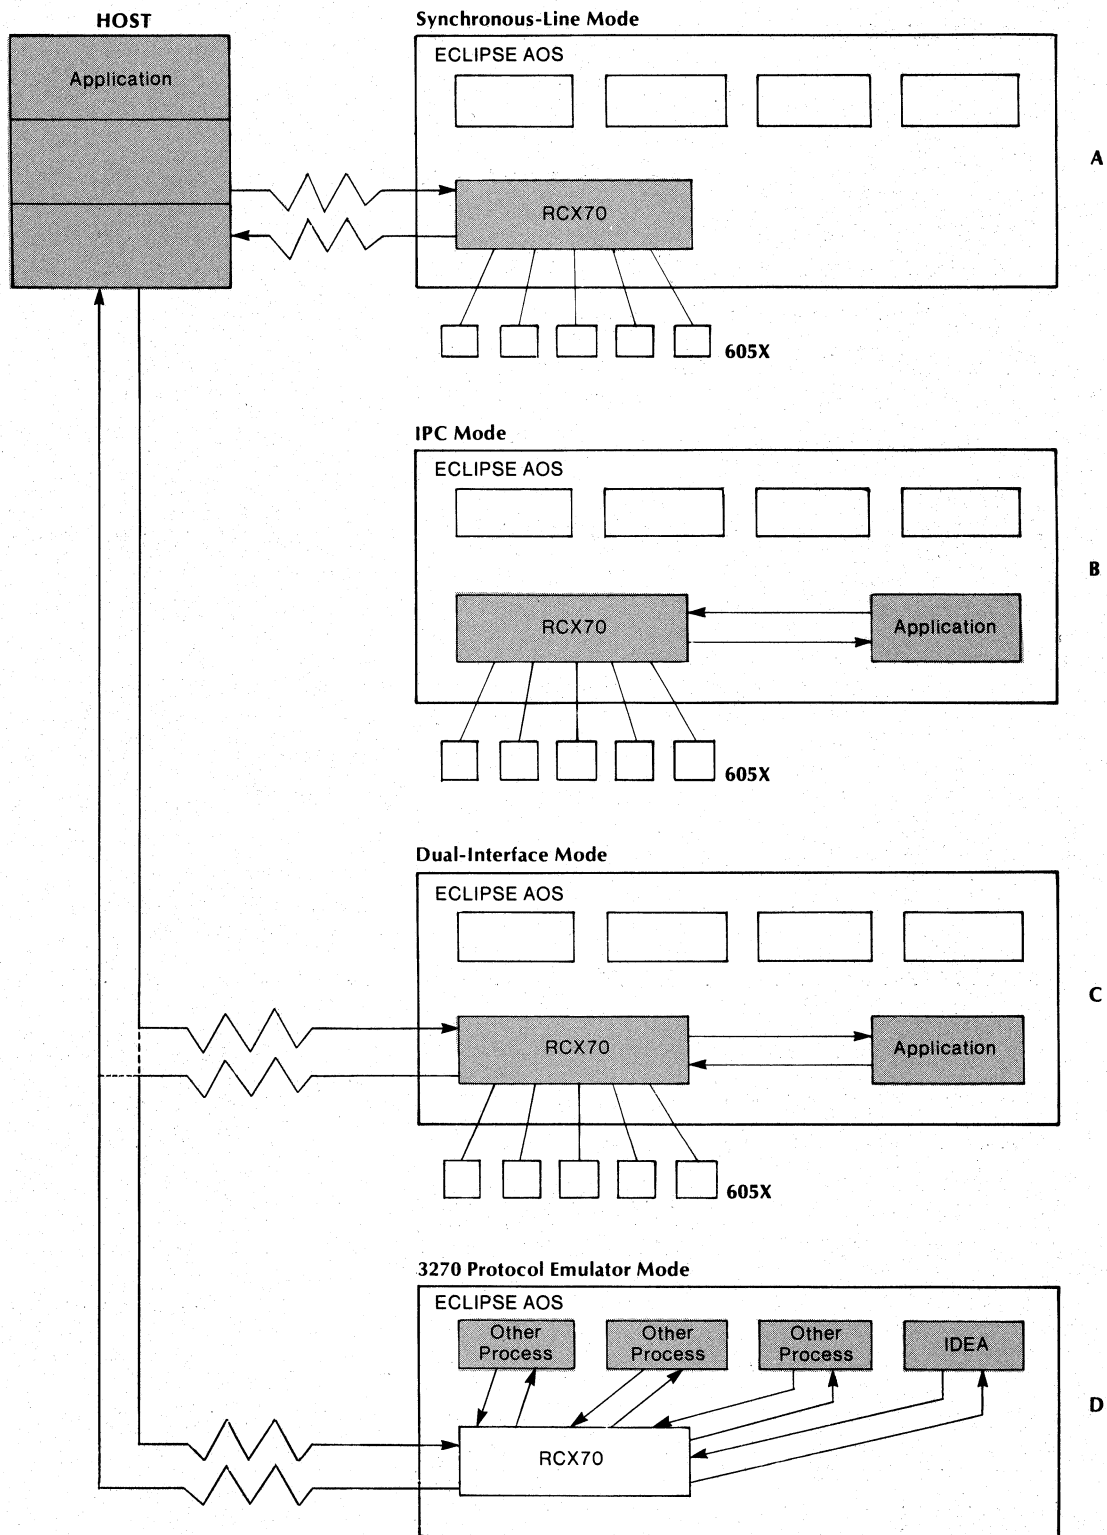 HOST
Application
Synchronous-Line Mode
ECLIPSE AOS
A
RCX70
605X
IPC Mode
ECLIPSE AOS
B
RCX70
Application
605X
Dual-Interface Mode
ECLIPSE AOS
C
RCX70
Application
605X
3270 Protocol Emulator Mode
ECLIPSE AOS
Other
Process
Other
Process
Other
Process
IDEA
D
RCX70